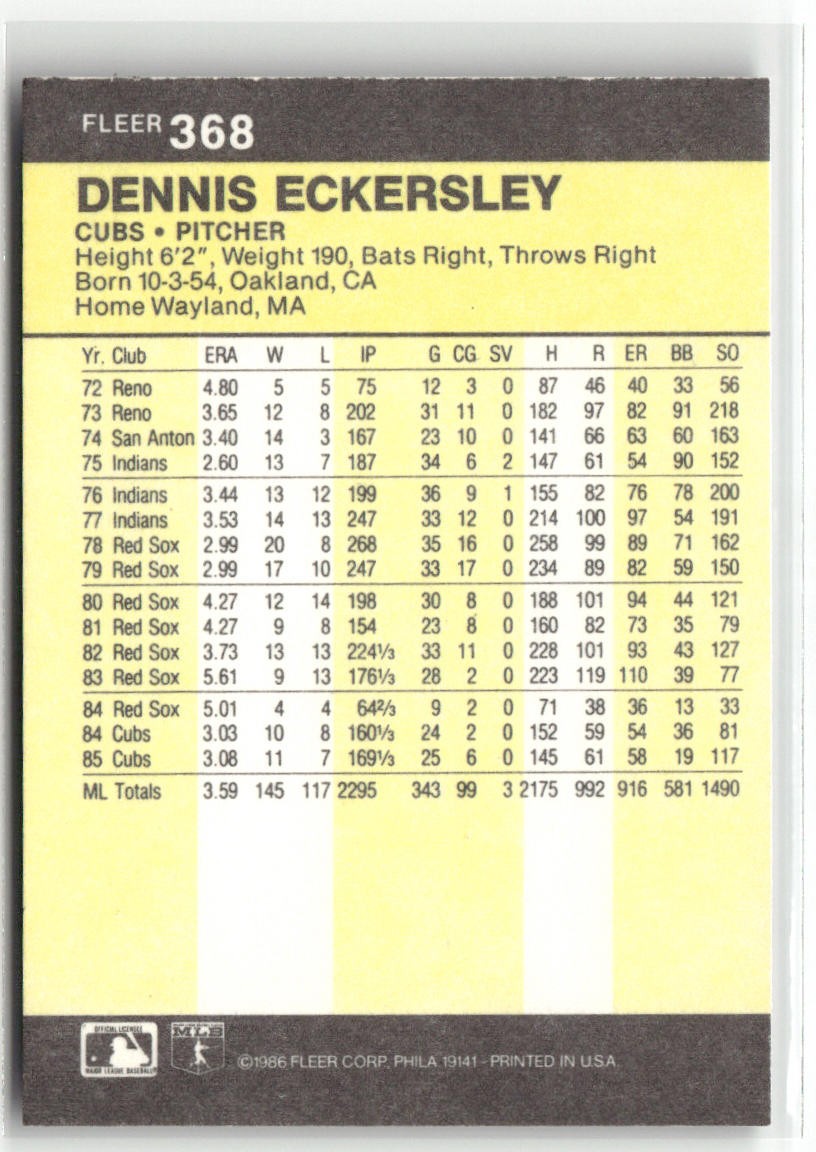 FLEER 368
DENNIS ECKERSLEY
CUBS • PITCHER
Height 6'2", Weight 190, Bats Right, Throws Right
Born 10-3-54, Oakland, CA
Home Wayland, MA
Yr. Club ERA W L IP G CG SV H R ER BB SO
72 Reno 4.80 5 5 75 12 3 0 87 46 40 33 56
73 Reno 3.65 12 8 202 31 11 0 182 97 82 91 218
74 San Anton 3.40 14 3 167 23 10 0 141 66 63 60 163
75 Indians 2.60 13 7 187 34 6 2 147 61 54 90 152
76 Indians 3.44 13 12 199 36 9 1 155 82 76 78 200
77 Indians 3.53 14 13 247 33 12 0 214 100 97 54 191
78 Red Sox 2.99 20 8 268 35 16 0 258 99 89 71 162
79 Red Sox 2.99 17 10 247 33 17 0 234 89 82 59 150
80 Red Sox 4.27 12 14 198 30 8 0 188 101 94 44 121
81 Red Sox 4.27 9 8 154 23 8 0 160 82 73 35 79
82 Red Sox 3.73 13 13 224⅓ 33 11 0 228 101 93 43 127
83 Red Sox 5.61 9 13 176⅓ 28 2 0 223 119 110 39 77
84 Red Sox 5.01 4 4 64⅔ 9 2 0 71 38 36 13 33
84 Cubs 3.03 10 8 160⅓ 24 2 0 152 59 54 36 81
85 Cubs 3.08 11 7 169⅓ 25 6 0 145 61 58 19 117
ML Totals 3.59 145 117 2295 343 99 3 2175 992 916 581 1490
OFFICIAL LICENSEE
MAJOR LEAGUE BASEBALL
MLB
©1986 FLEER CORP. PHILA 19141 - PRINTED IN U.S.A.